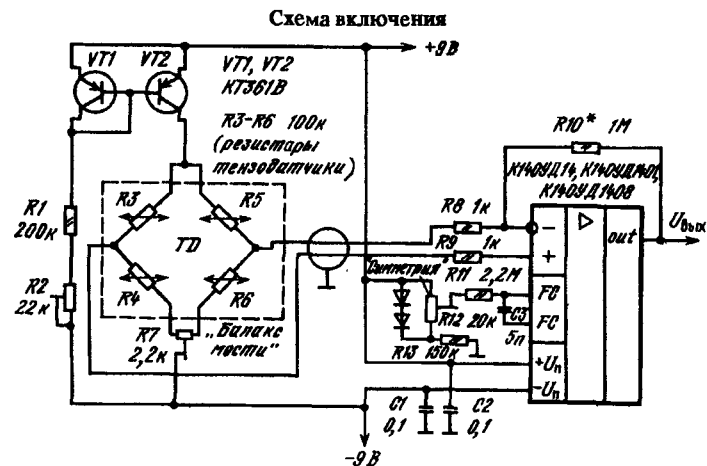 Схема включения
+9В
VT1
VT2
VT1, VT2
КТ361В
R3-R6 100к
(резистары
тензодатчики)
R10* 1М
К140УД14, К140УД1401,
К140УД1408
Uвых
R1
200к
R2
22к
R3
R5
TD
R4
R6
R7
2,2к
„Баланс
мости"
R8 1к
R9
1к
"Симметрия"
R11
2,2М
R12
20к
C3
5п
R13
150к
▷
−
+
out
FC
FC
+Uп
−Uп
C1
0,1
C2
0,1
−9В